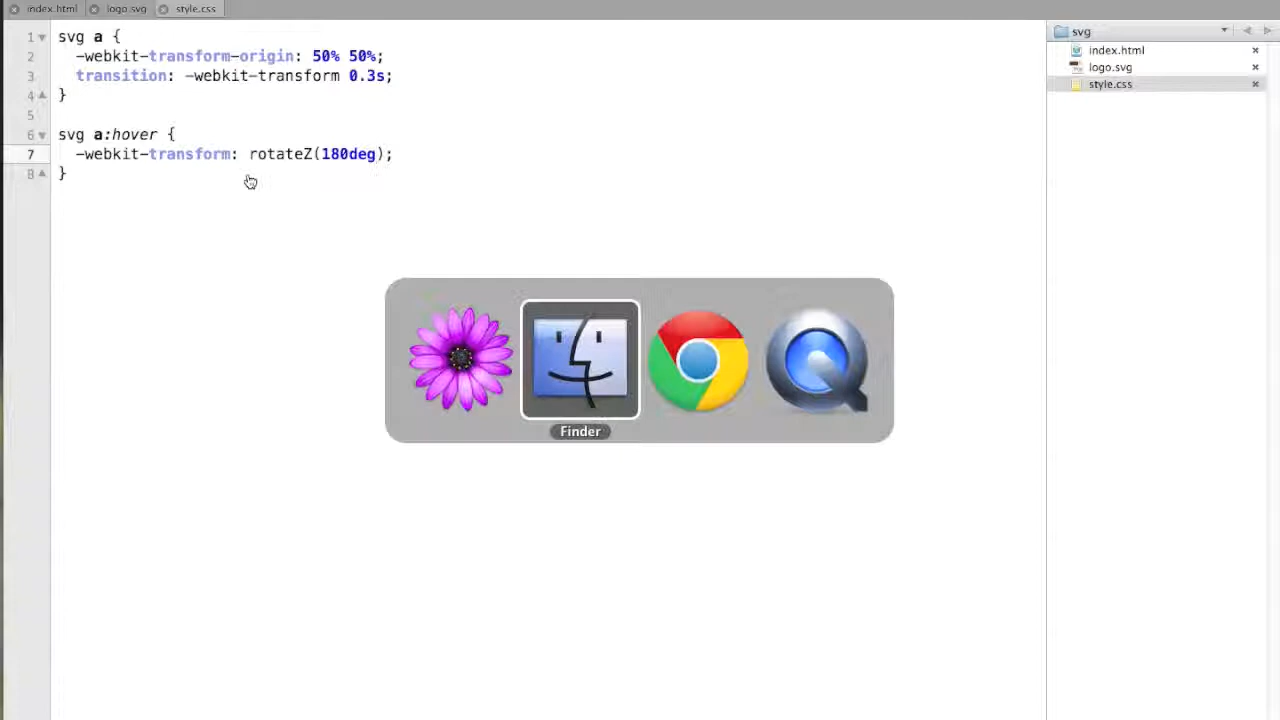 index.html
logo.svg
style.css
1 svg a {
2 -webkit-transform-origin: 50% 50%;
3 transition: -webkit-transform 0.3s;
4 }
5
6 svg a:hover {
7 -webkit-transform: rotateZ(180deg);
8 }
svg
index.html
logo.svg
style.css
Finder